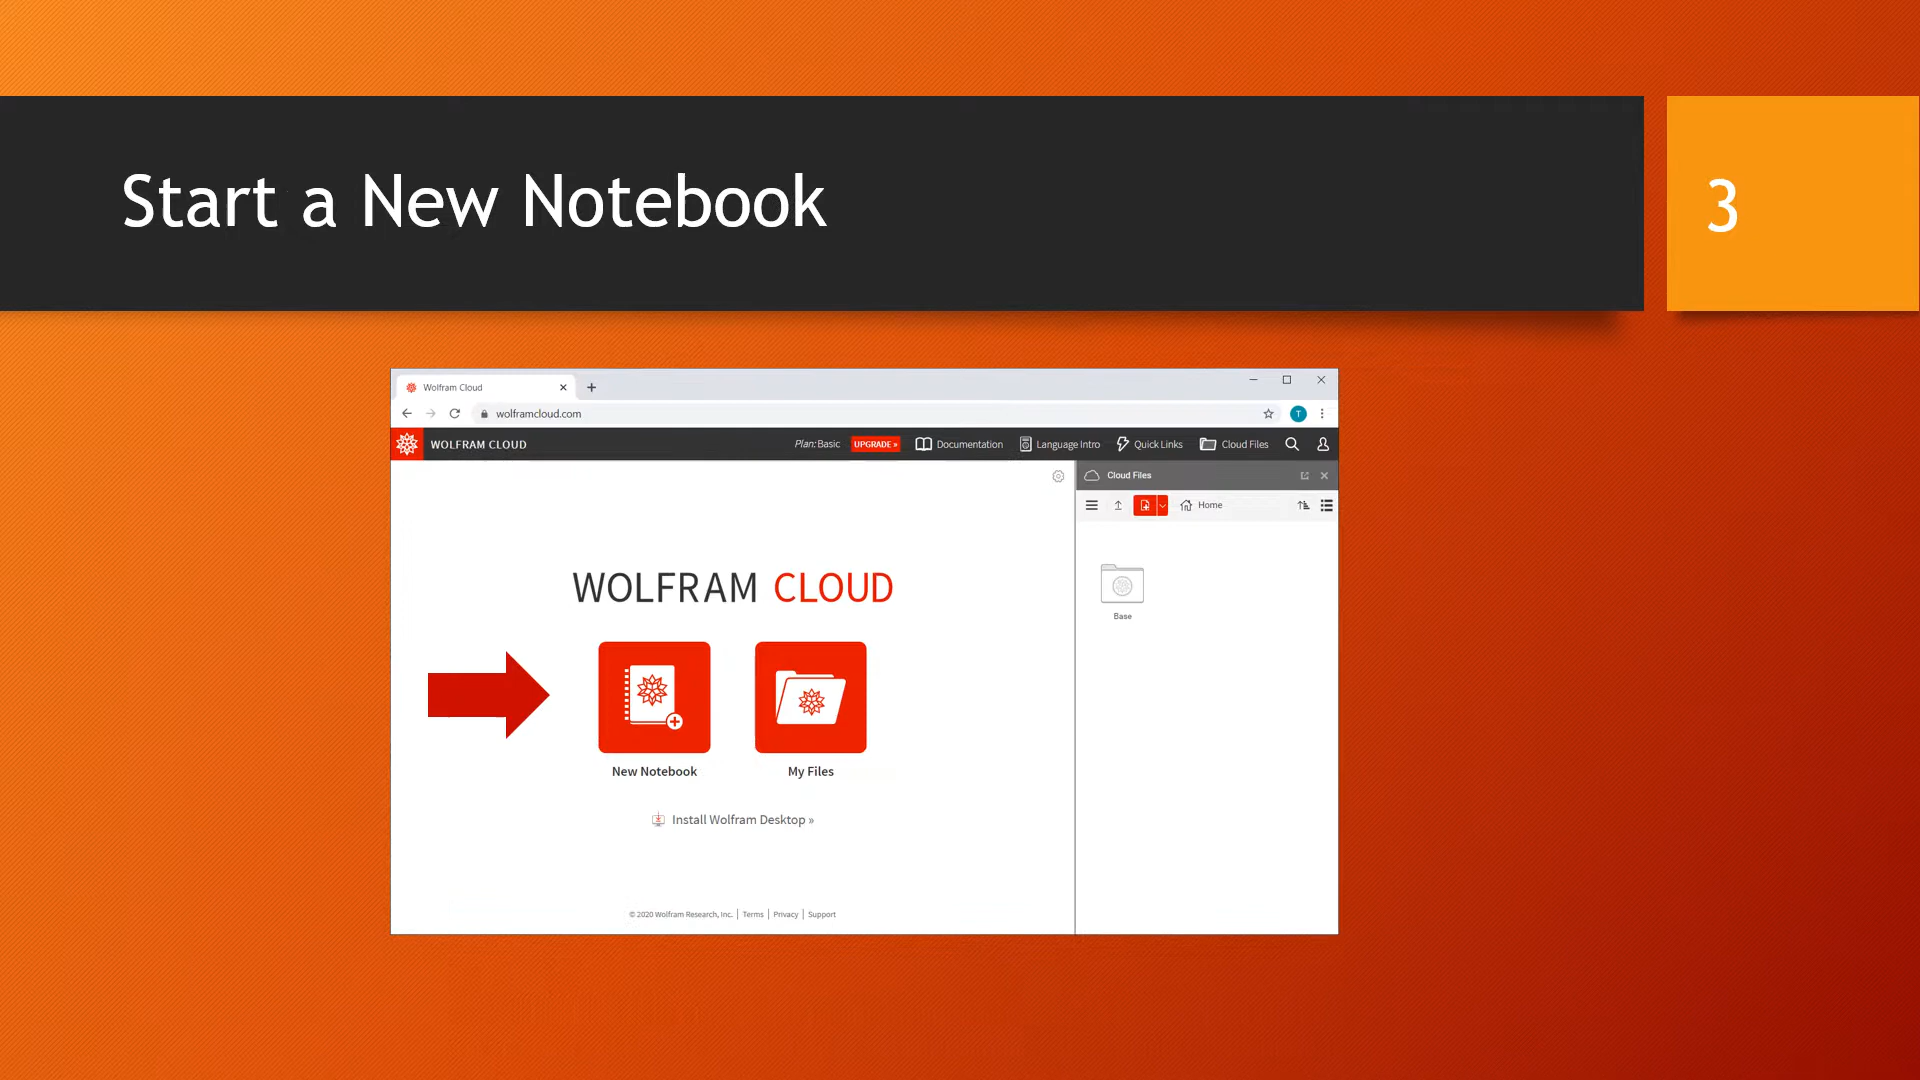 Start a New Notebook
3
Wolfram Cloud
wolframcloud.com
T
WOLFRAM CLOUD
Plan: Basic
UPGRADE »
Documentation
Language Intro
Quick Links
Cloud Files
Cloud Files
Home
Base
WOLFRAM CLOUD
New Notebook
My Files
Install Wolfram Desktop »
© 2020 Wolfram Research, Inc. | Terms | Privacy | Support